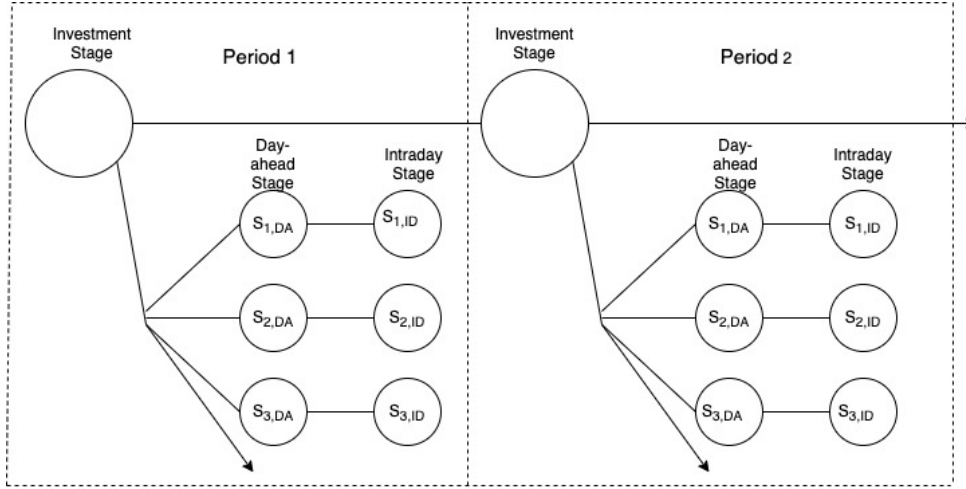 Investment
Stage
Period 1
Day-
ahead
Stage
Intraday
Stage
S1,DA
S1,ID
S2,DA
S2,ID
S3,DA
S3,ID
Investment
Stage
Period 2
Day-
ahead
Stage
Intraday
Stage
S1,DA
S1,ID
S2,DA
S2,ID
S3,DA
S3,ID